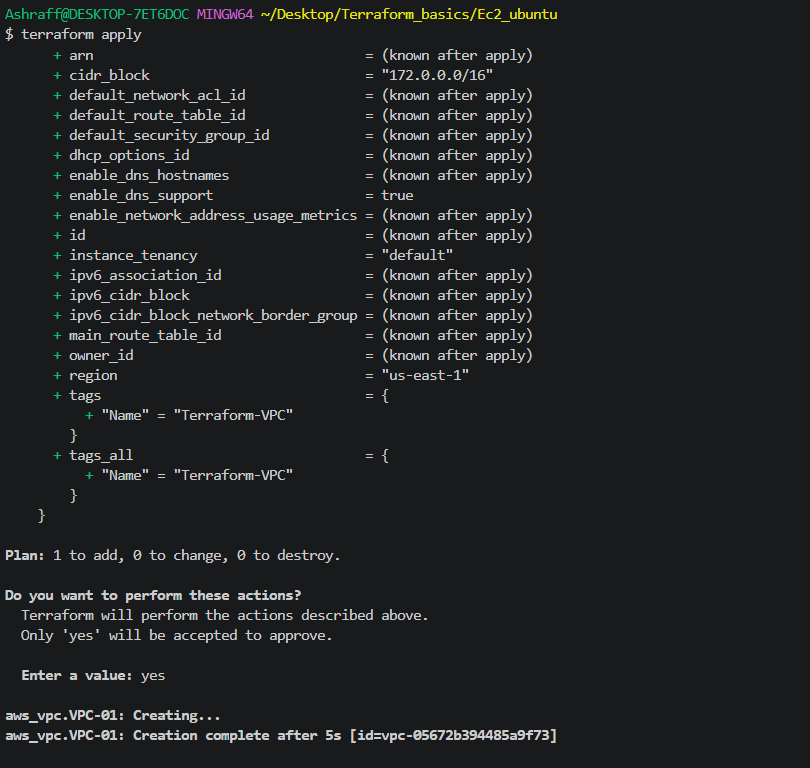 Ashraff@DESKTOP-7ET6DOC MINGW64 ~/Desktop/Terraform_basics/Ec2_ubuntu
$ terraform apply
      + arn                                  = (known after apply)
      + cidr_block                           = "172.0.0.0/16"
      + default_network_acl_id               = (known after apply)
      + default_route_table_id               = (known after apply)
      + default_security_group_id            = (known after apply)
      + dhcp_options_id                      = (known after apply)
      + enable_dns_hostnames                 = (known after apply)
      + enable_dns_support                   = true
      + enable_network_address_usage_metrics = (known after apply)
      + id                                   = (known after apply)
      + instance_tenancy                     = "default"
      + ipv6_association_id                  = (known after apply)
      + ipv6_cidr_block                      = (known after apply)
      + ipv6_cidr_block_network_border_group = (known after apply)
      + main_route_table_id                  = (known after apply)
      + owner_id                             = (known after apply)
      + region                               = "us-east-1"
      + tags                                 = {
          + "Name" = "Terraform-VPC"
        }
      + tags_all                             = {
          + "Name" = "Terraform-VPC"
        }
    }
Plan: 1 to add, 0 to change, 0 to destroy.
Do you want to perform these actions?
  Terraform will perform the actions described above.
  Only 'yes' will be accepted to approve.
  Enter a value: yes
aws_vpc.VPC-01: Creating...
aws_vpc.VPC-01: Creation complete after 5s [id=vpc-05672b394485a9f73]